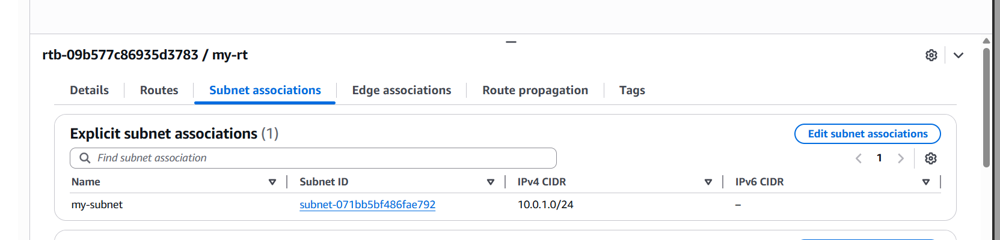 rtb-09b577c86935d3783 / my-rt
Details Routes Subnet associations Edge associations Route propagation Tags
Explicit subnet associations (1) Edit subnet associations
Find subnet association 1
Name Subnet ID IPv4 CIDR IPv6 CIDR
my-subnet subnet-071bb5bf486fae792 10.0.1.0/24 –